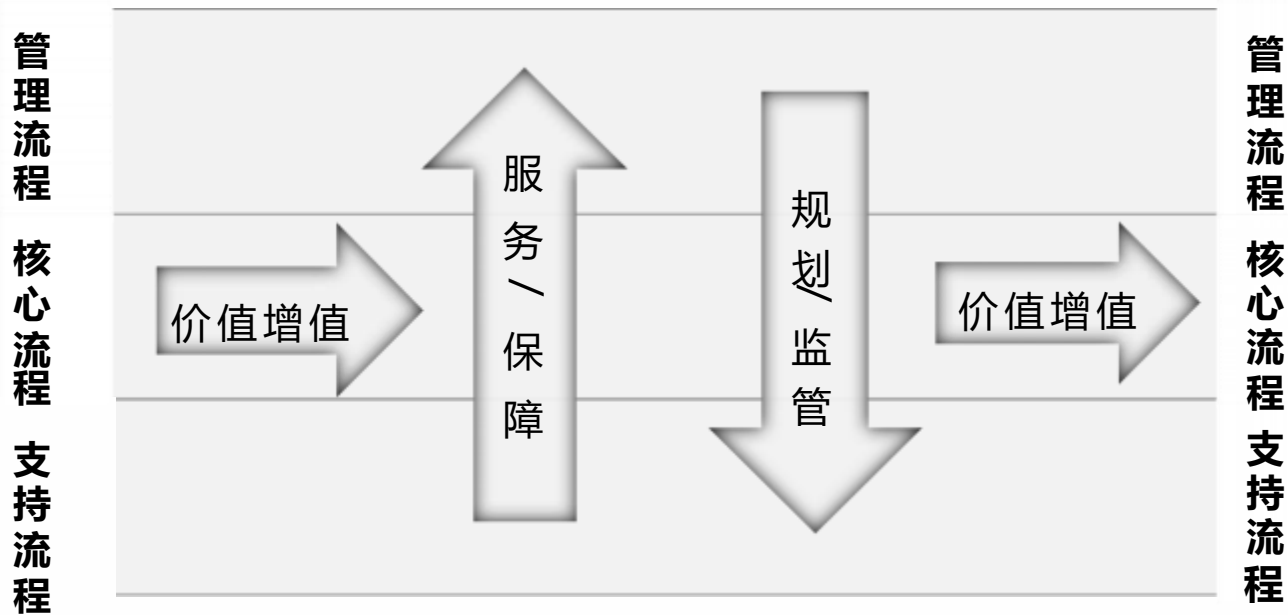 管理流程
核心流程
支持流程
价值增值
服务/保障
规划/监管
价值增值
管理流程
核心流程
支持流程